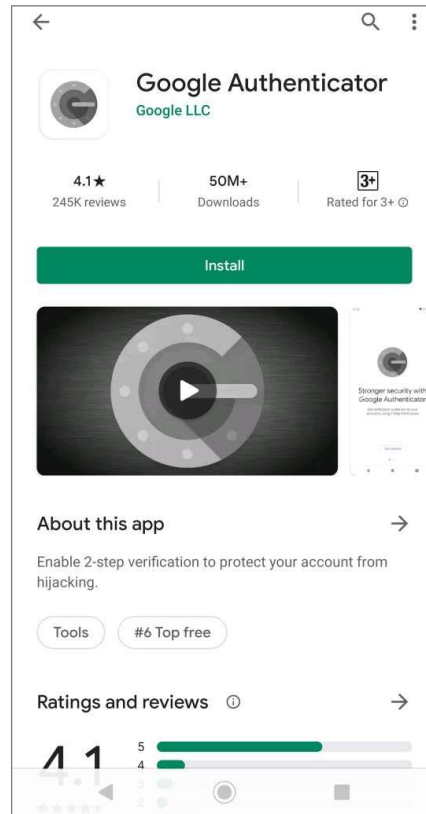 Google Authenticator
Google LLC
4.1★
245K reviews
50M+
Downloads
3+
Rated for 3+
Install
Stronger security with
Google Authenticator
About this app
Enable 2-step verification to protect your account from
hijacking.
Tools
#6 Top free
Ratings and reviews
4.1
5
4
3
2